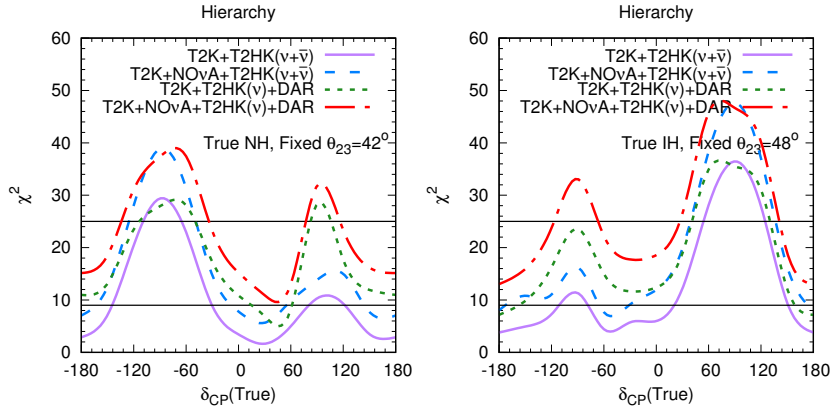 Hierarchy
60
50
40
30
20
10
0
χ²
T2K+T2HK(ν+ν̄)
T2K+NOνA+T2HK(ν+ν̄)
T2K+T2HK(ν)+DAR
T2K+NOνA+T2HK(ν)+DAR
True NH, Fixed θ₂₃=42°
-180 -120 -60 0 60 120 180
δ_CP(True)
Hierarchy
60
50
40
30
20
10
0
χ²
T2K+T2HK(ν+ν̄)
T2K+NOνA+T2HK(ν+ν̄)
T2K+T2HK(ν)+DAR
T2K+NOνA+T2HK(ν)+DAR
True IH, Fixed θ₂₃=48°
-180 -120 -60 0 60 120 180
δ_CP(True)